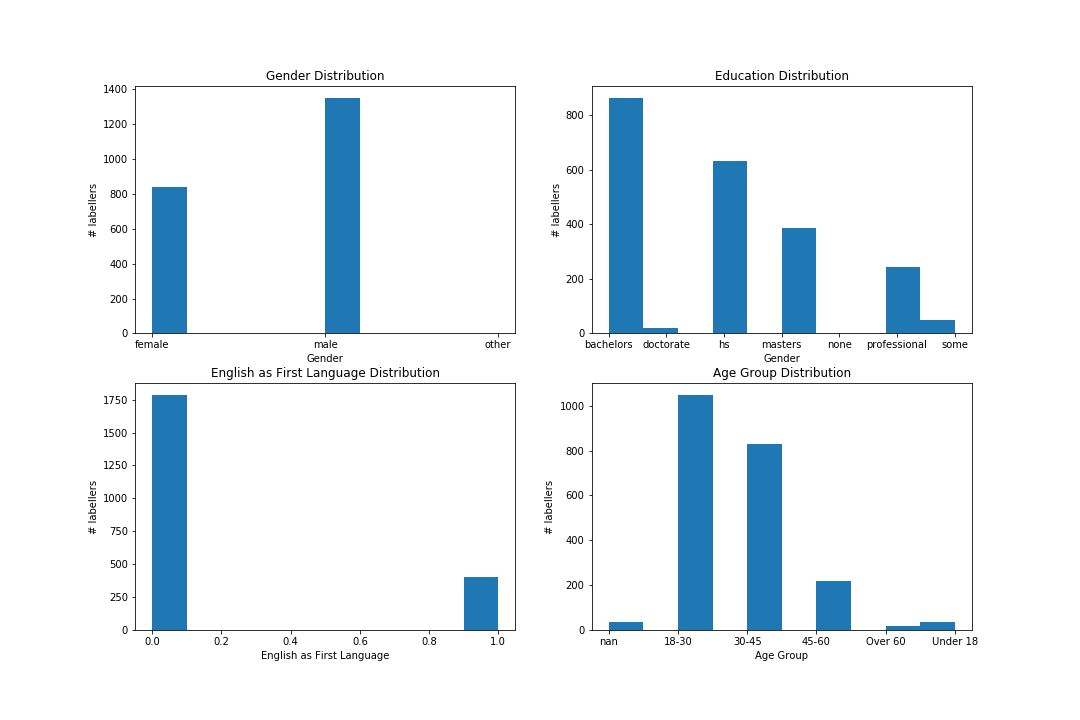 Gender Distribution
1400
1200
1000
800
600
400
200
0
# labellers
female male other
Gender
Education Distribution
800
600
400
200
0
# labellers
bachelors doctorate hs masters none professional some
Gender
English as First Language Distribution
1750
1500
1250
1000
750
500
250
0
# labellers
0.0 0.2 0.4 0.6 0.8 1.0
English as First Language
Age Group Distribution
1000
800
600
400
200
0
# labellers
nan 18-30 30-45 45-60 Over 60 Under 18
Age Group